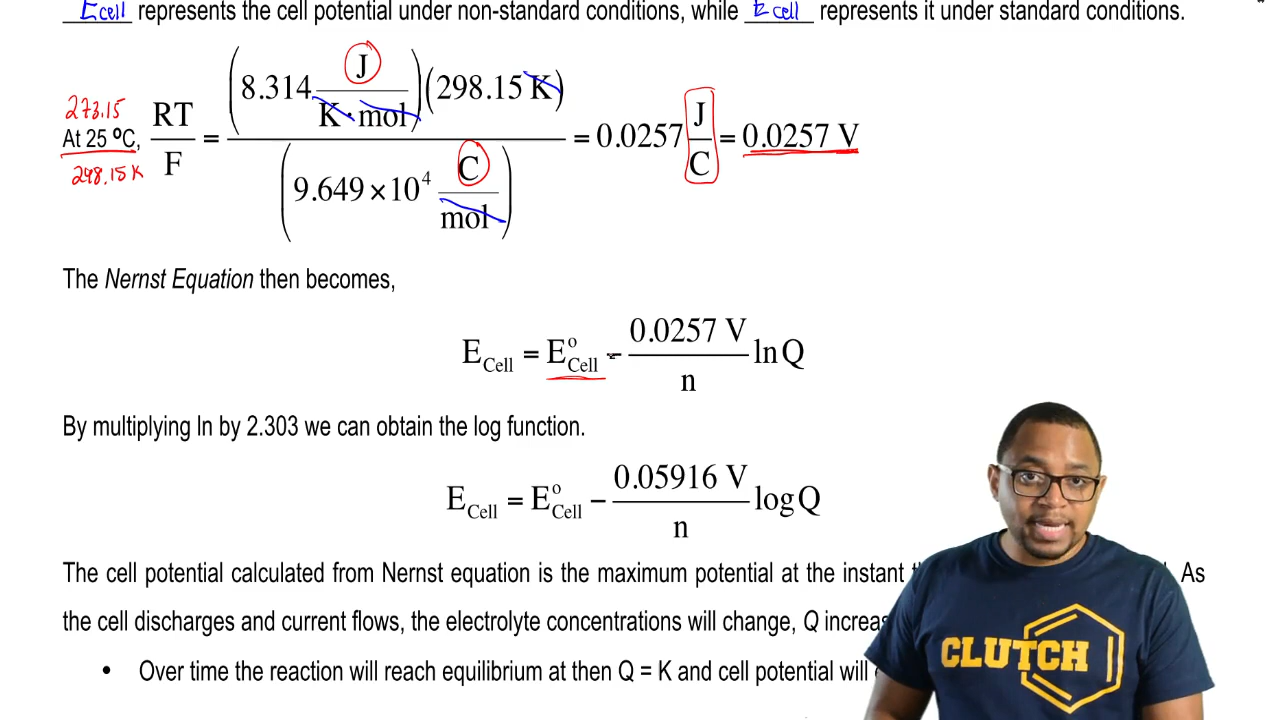 Ecell represents the cell potential under non-standard conditions, while E°cell represents it under standard conditions.
273.15
At 25 ºC, RT/F = (8.314 J/K·mol)(298.15 K)/(9.649 × 10⁴ C/mol) = 0.0257 J/C = 0.0257 V
298.15 K
The Nernst Equation then becomes,
E_Cell = E°_Cell − 0.0257 V/n ln Q
By multiplying ln by 2.303 we can obtain the log function.
E_Cell = E°_Cell − 0.05916 V/n log Q
The cell potential calculated from Nernst equation is the maximum potential at the instant As
the cell discharges and current flows, the electrolyte concentrations will change, Q
• Over time the reaction will reach equilibrium at then Q = K and cell potential will
CLUTCH